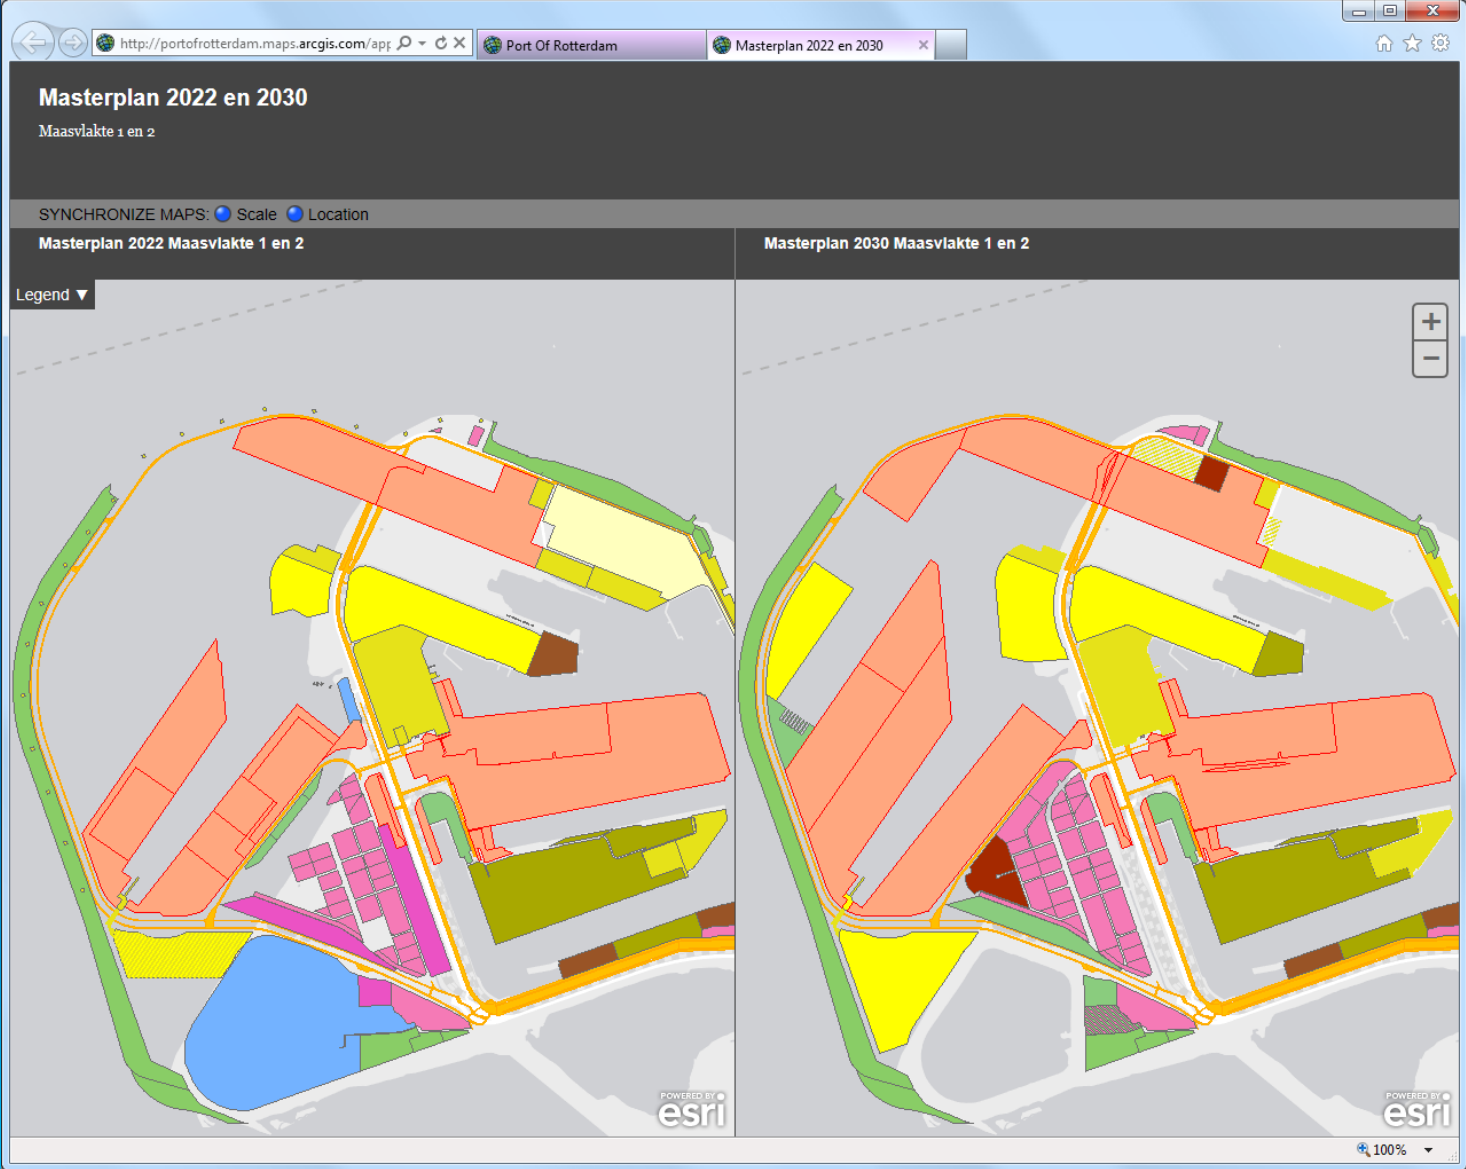 http://portofrotterdam.maps.arcgis.com/app
Port Of Rotterdam
Masterplan 2022 en 2030
Masterplan 2022 en 2030
Maasvlakte 1 en 2
SYNCHRONIZE MAPS: Scale Location
Masterplan 2022 Maasvlakte 1 en 2
Masterplan 2030 Maasvlakte 1 en 2
Legend ▼
+
−
POWERED BY
esri
POWERED BY
esri
100%